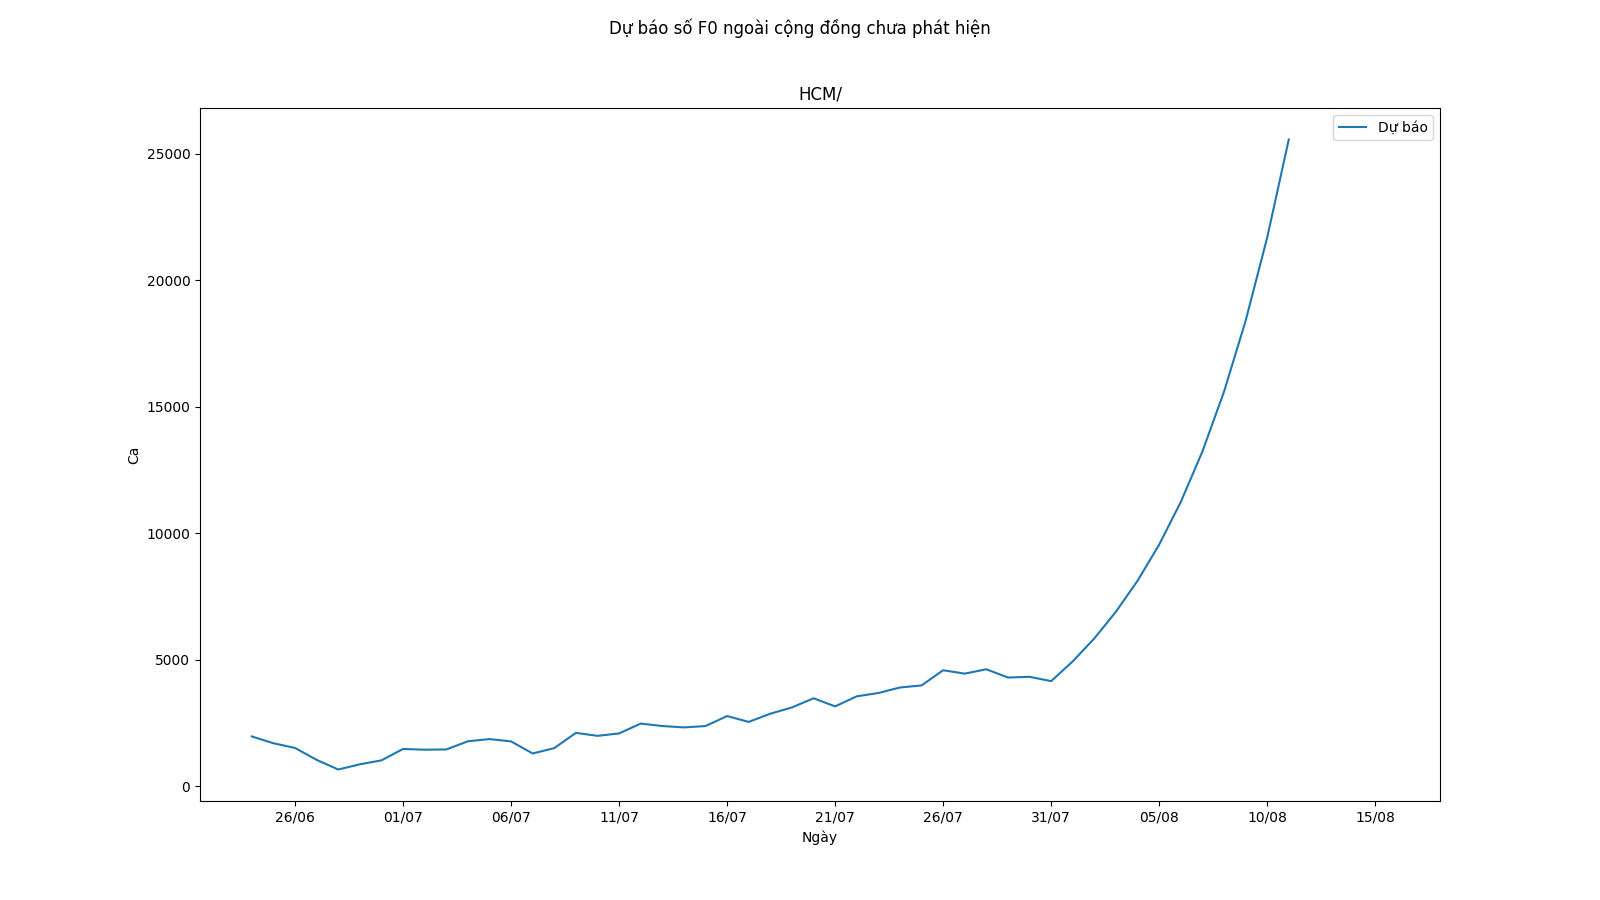 Dự báo số F0 ngoài cộng đồng chưa phát hiện
HCM/
Dự báo
25000
20000
15000
10000
5000
0
Ca
26/06 01/07 06/07 11/07 16/07 21/07 26/07 31/07 05/08 10/08 15/08
Ngày